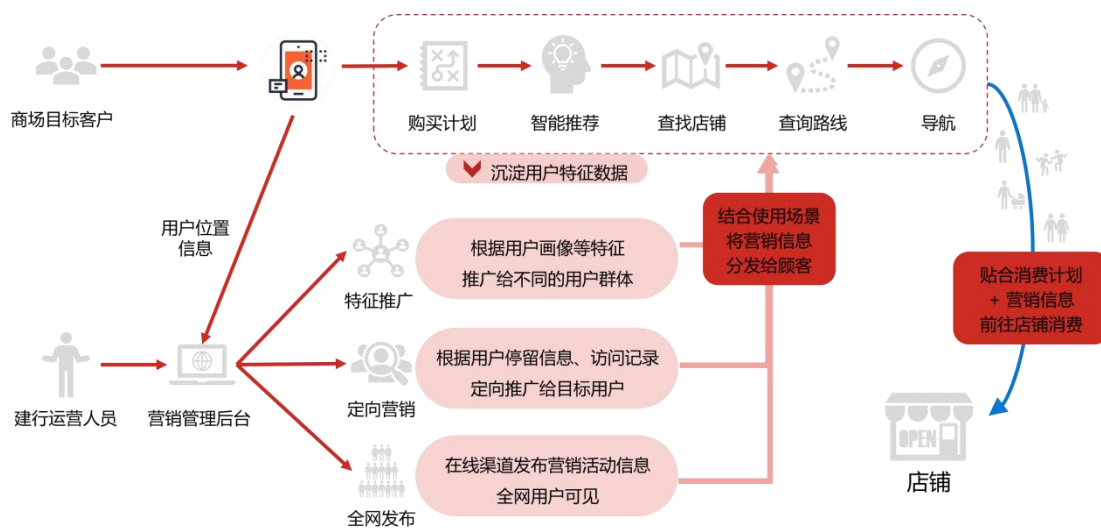 商场目标客户
购买计划
智能推荐
查找店铺
查询路线
导航
沉淀用户特征数据
用户位置
信息
特征推广
根据用户画像等特征
推广给不同的用户群体
结合使用场景
将营销信息
分发给顾客
贴合消费计划
+ 营销信息
前往店铺消费
建行运营人员
营销管理后台
定向营销
根据用户停留信息、访问记录
定向推广给目标用户
全网发布
在线渠道发布营销活动信息
全网用户可见
OPEN
店铺